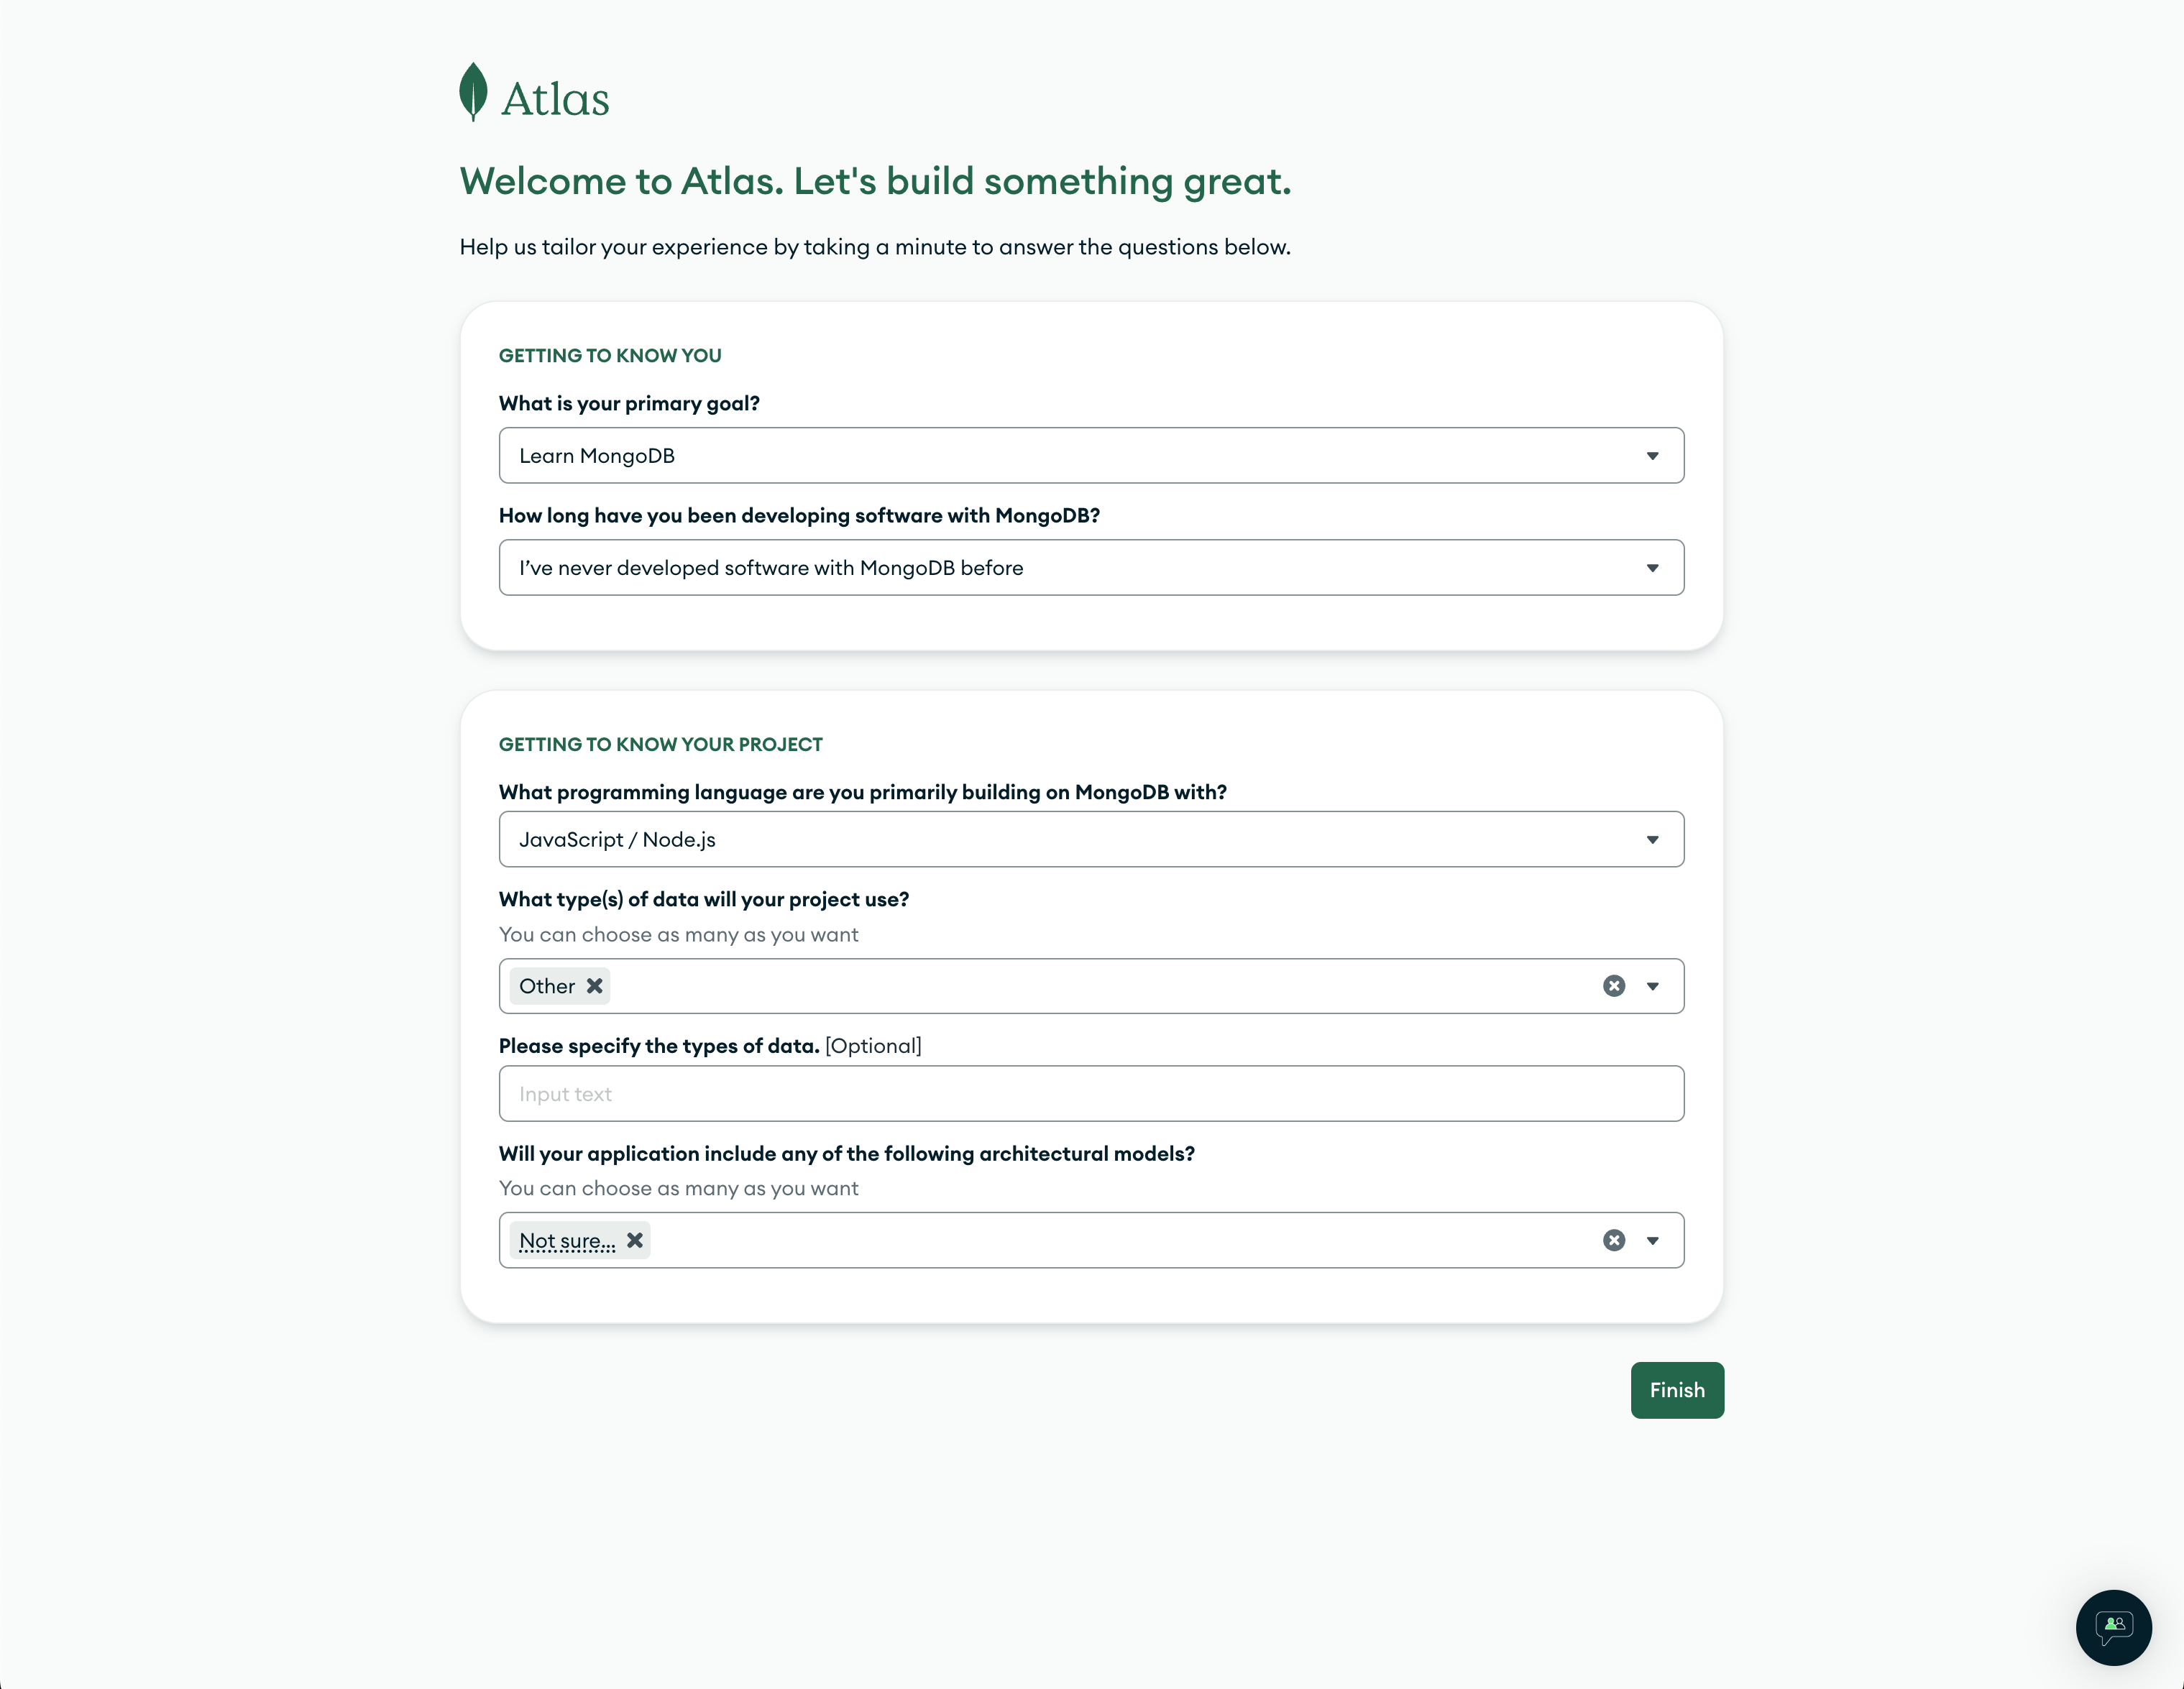 Atlas
Welcome to Atlas. Let's build something great.
Help us tailor your experience by taking a minute to answer the questions below.
GETTING TO KNOW YOU
What is your primary goal?
Learn MongoDB
How long have you been developing software with MongoDB?
I’ve never developed software with MongoDB before
GETTING TO KNOW YOUR PROJECT
What programming language are you primarily building on MongoDB with?
JavaScript / Node.js
What type(s) of data will your project use?
You can choose as many as you want
Other
Please specify the types of data. [Optional]
Input text
Will your application include any of the following architectural models?
You can choose as many as you want
Not sure...
Finish